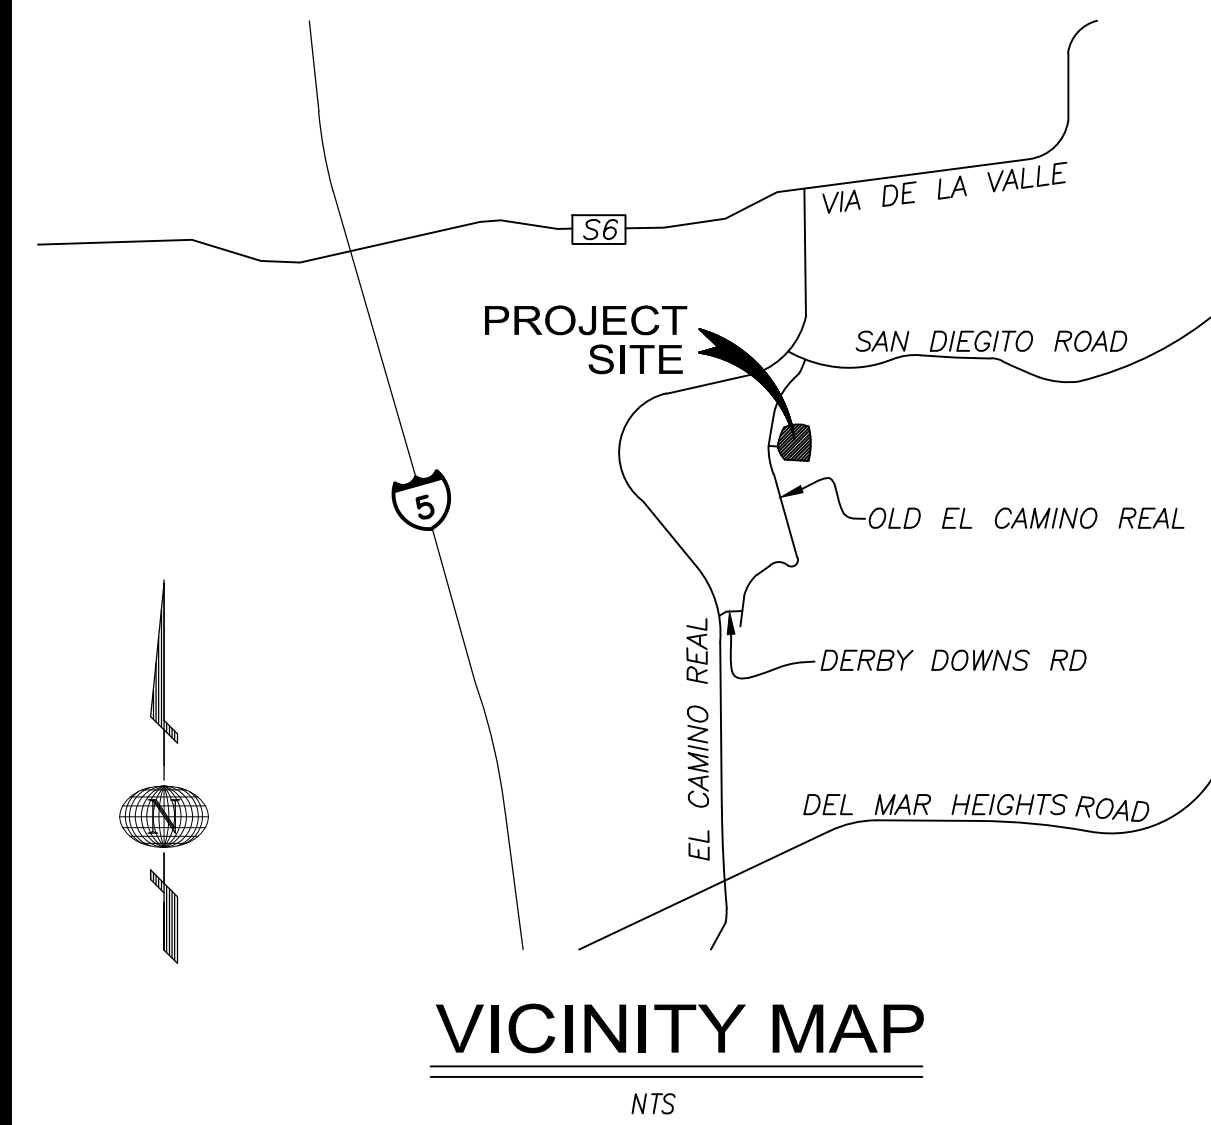 VIA DE LA VALLE
S6
PROJECT
SITE
SAN DIEGITO ROAD
5
OLD EL CAMINO REAL
DERBY DOWNS RD
EL CAMINO REAL
DEL MAR HEIGHTS ROAD
N
VICINITY MAP
NTS